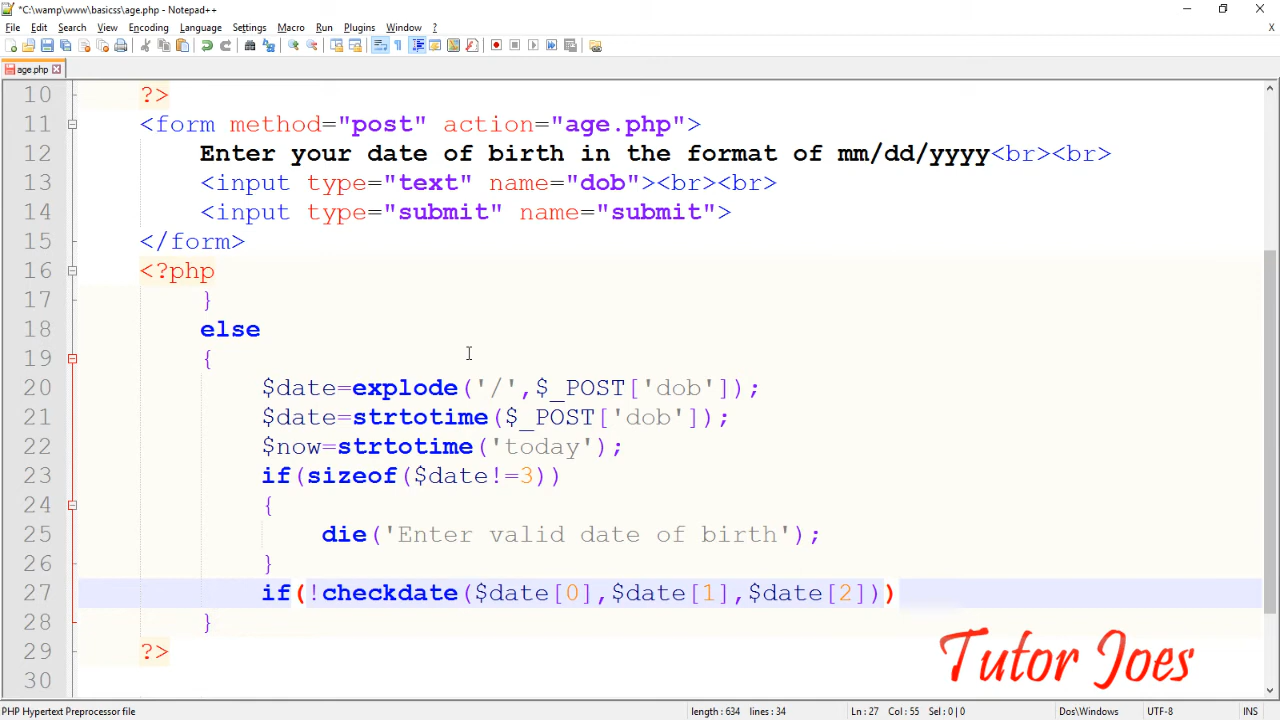 *C:\wamp\www\basicss\age.php - Notepad++
File Edit Search View Encoding Language Settings Macro Run Plugins Window ?
X
age.php
10 ?>
11 <form method="post" action="age.php">
12 Enter your date of birth in the format of mm/dd/yyyy<br><br>
13 <input type="text" name="dob"><br><br>
14 <input type="submit" name="submit">
15 </form>
16 <?php
17 }
18 else
19 {
20 $date=explode('/',$_POST['dob']);
21 $date=strtotime($_POST['dob']);
22 $now=strtotime('today');
23 if(sizeof($date!=3))
24 {
25 die('Enter valid date of birth');
26 }
27 if(!checkdate($date[0],$date[1],$date[2]))
28 }
29 ?>
30
Tutor Joes
PHP Hypertext Preprocessor file length : 634 lines : 34 Ln : 27 Col : 55 Sel : 0 | 0 Dos\Windows UTF-8 INS